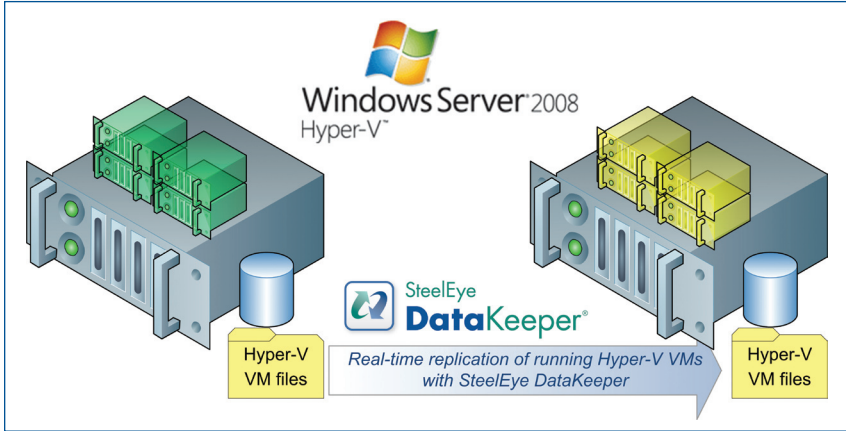 Windows Server® 2008
Hyper-V™
SteelEye
DataKeeper®
Hyper-V
VM files
Real-time replication of running Hyper-V VMs
with SteelEye DataKeeper
Hyper-V
VM files